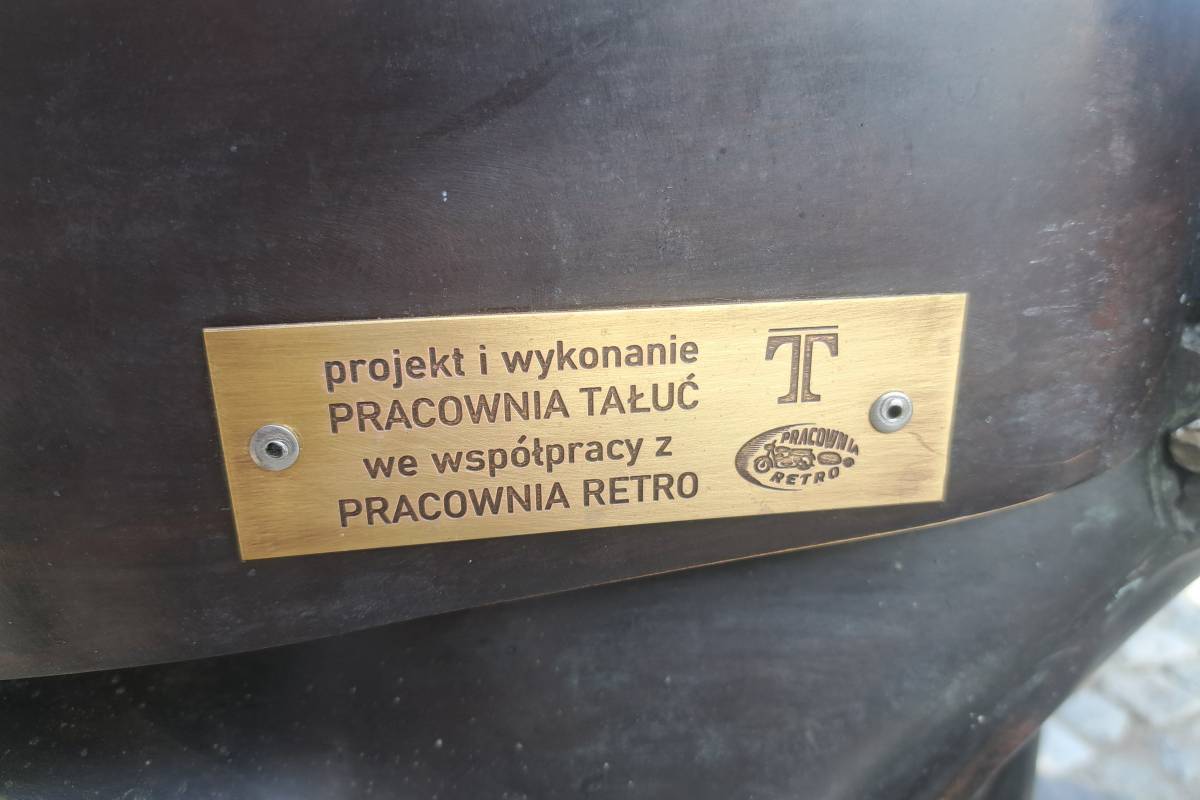 projekt i wykonanie
PRACOWNIA TAŁUĆ
we współpracy z
PRACOWNIA RETRO
T
PRACOWNIA
RETRO